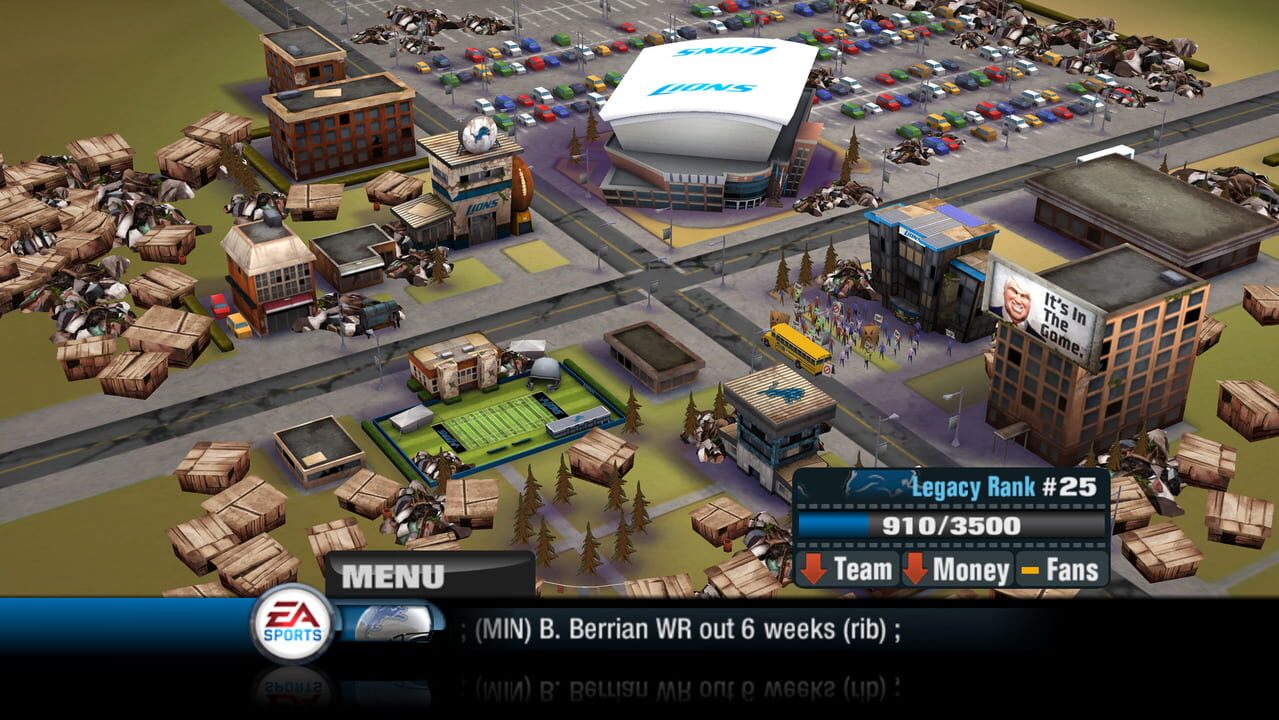 LIONS
LIONS
LIONS
It's In
The
Game.
Legacy Rank #25
910/3500
Team
Money
Fans
MENU
EA
SPORTS
; (MIN) B. Berrian WR out 6 weeks (rib) ;